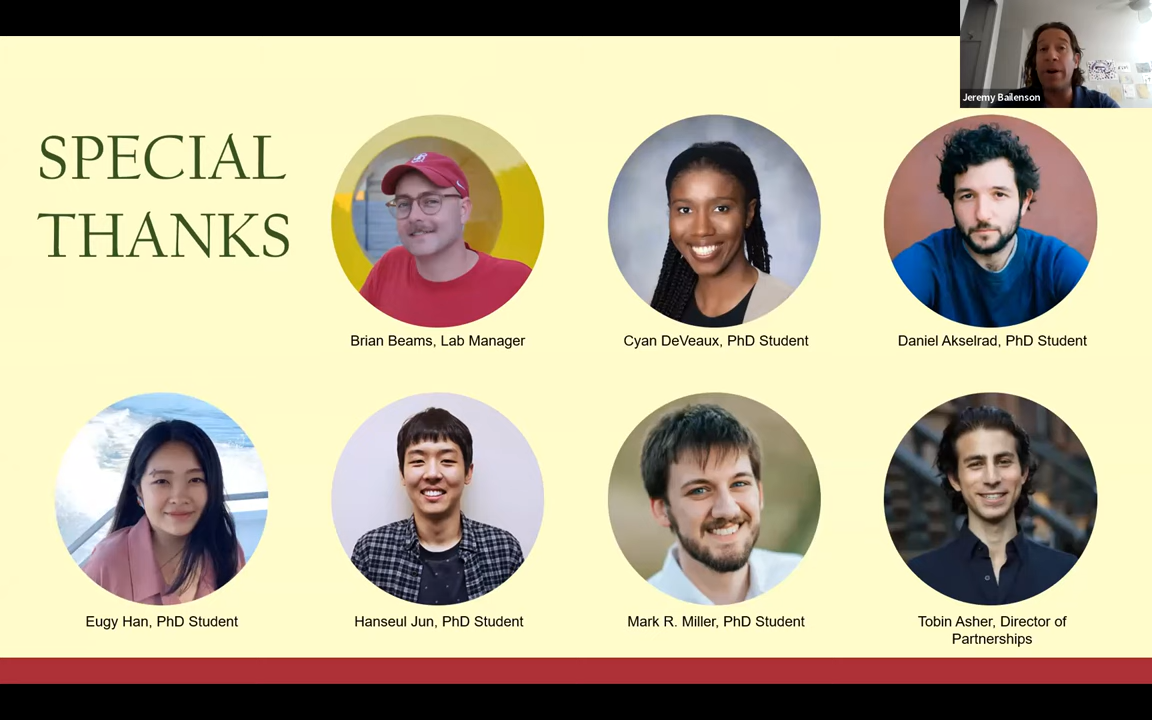 Jeremy Bailenson
SPECIAL
THANKS
Brian Beams, Lab Manager
Cyan DeVeaux, PhD Student
Daniel Akselrad, PhD Student
Eugy Han, PhD Student
Hanseul Jun, PhD Student
Mark R. Miller, PhD Student
Tobin Asher, Director of
Partnerships